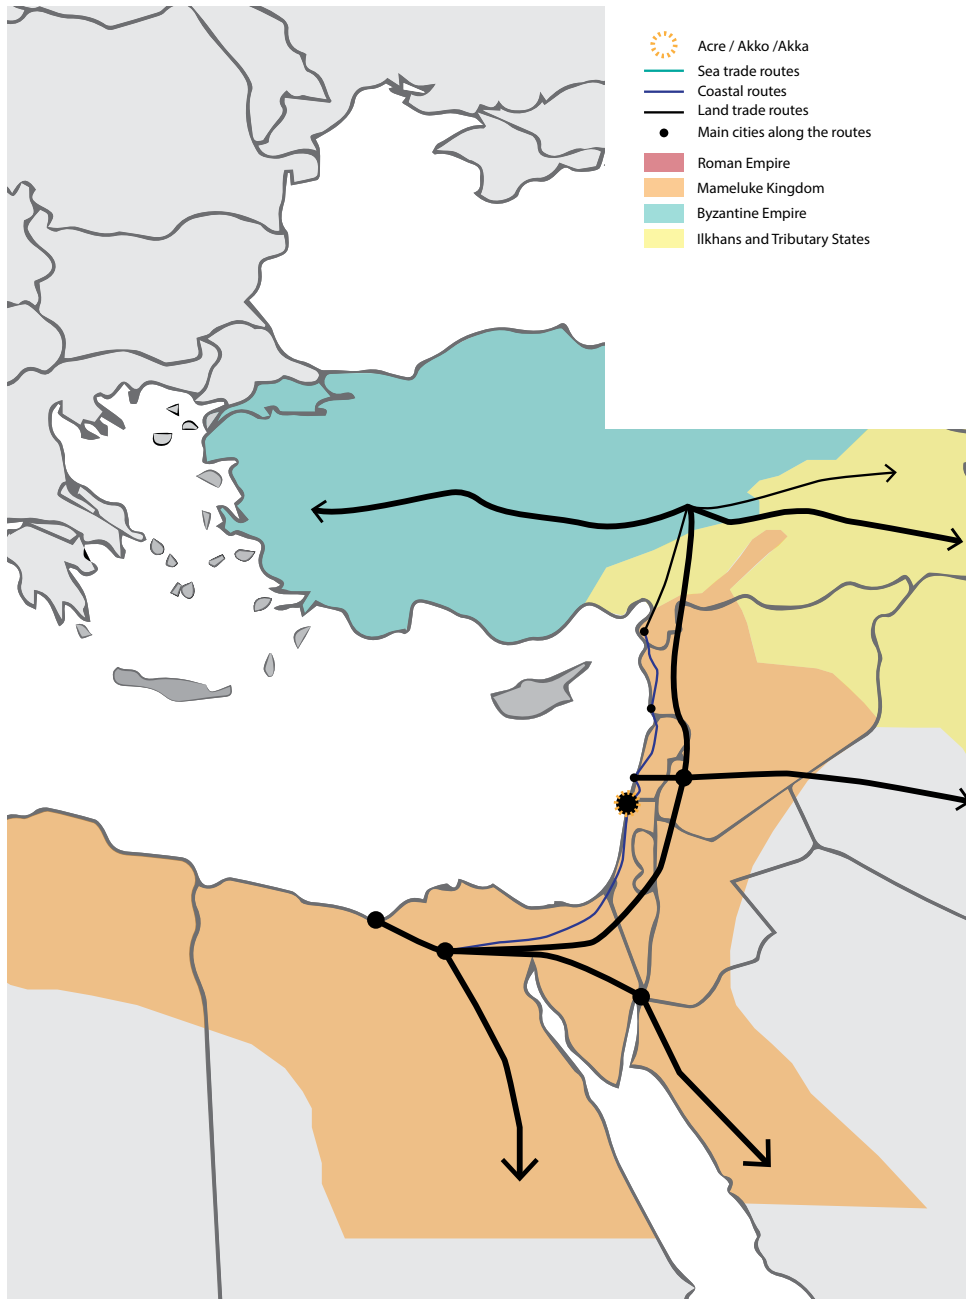 Acre / Akko /Akka
Sea trade routes
Coastal routes
Land trade routes
Main cities along the routes
Roman Empire
Mameluke Kingdom
Byzantine Empire
Ilkhans and Tributary States